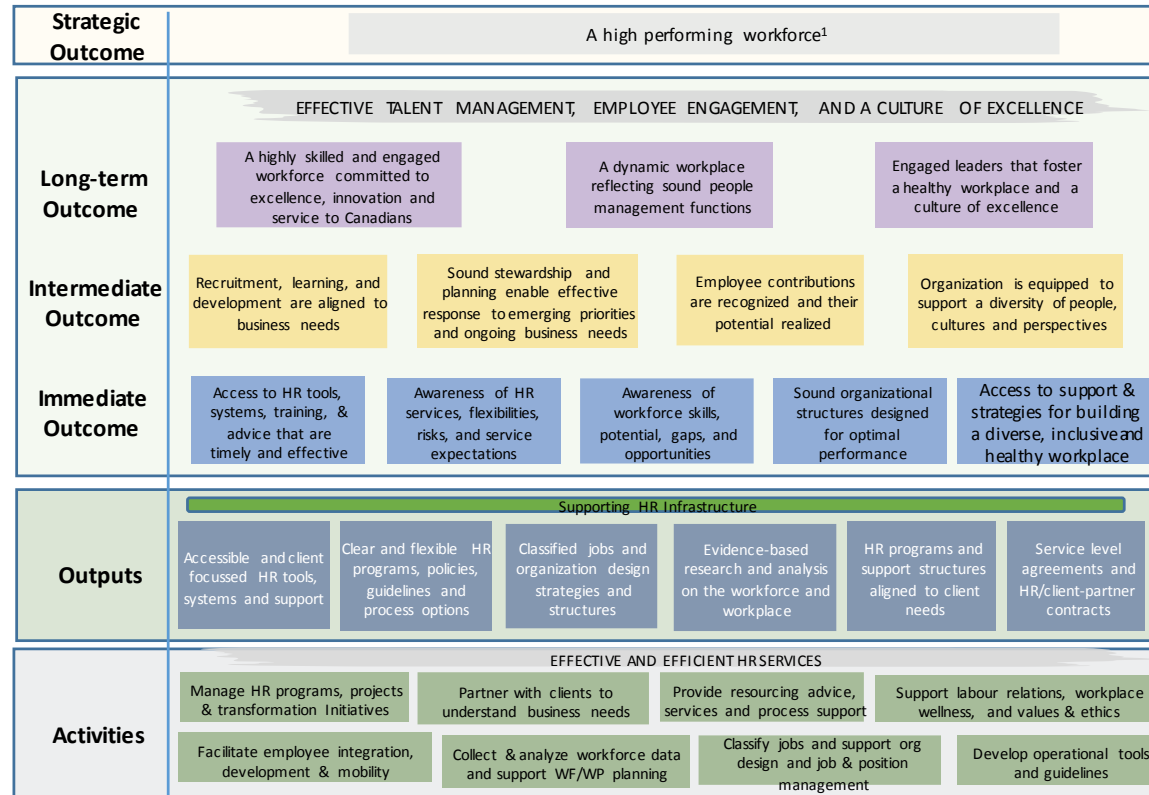 Strategic
Outcome
A high performing workforce1
EFFECTIVE TALENT MANAGEMENT, EMPLOYEE ENGAGEMENT, AND A CULTURE OF EXCELLENCE
Long-term
Outcome
A highly skilled and engaged
workforce committed to
excellence, innovation and
service to Canadians
A dynamic workplace
reflecting sound people
management functions
Engaged leaders that foster
a healthy workplace and a
culture of excellence
Intermediate
Outcome
Recruitment, learning, and
development are aligned to
business needs
Sound stewardship and
planning enable effective
response to emerging priorities
and ongoing business needs
Employee contributions
are recognized and their
potential realized
Organization is equipped to
support a diversity of people,
cultures and perspectives
Immediate
Outcome
Access to HR tools,
systems, training, &
advice that are
timely and effective
Awareness of HR
services, flexibilities,
risks, and service
expectations
Awareness of
workforce skills,
potential, gaps, and
opportunities
Sound organizational
structures designed
for optimal
performance
Access to support &
strategies for building
a diverse, inclusive and
healthy workplace
Supporting HR Infrastructure
Outputs
Accessible and client
focussed HR tools,
systems and support
Clear and flexible HR
programs, policies,
guidelines and
process options
Classified jobs and
organization design
strategies and
structures
Evidence-based
research and analysis
on the workforce and
workplace
HR programs and
support structures
aligned to client
needs
Service level
agreements and
HR/client-partner
contracts
EFFECTIVE AND EFFICIENT HR SERVICES
Activities
Manage HR programs, projects
& transformation Initiatives
Partner with clients to
understand business needs
Provide resourcing advice,
services and process support
Support labour relations, workplace
wellness, and values & ethics
Facilitate employee integration,
development & mobility
Collect & analyze workforce data
and support WF/WP planning
Classify jobs and support org
design and job & position
management
Develop operational tools
and guidelines